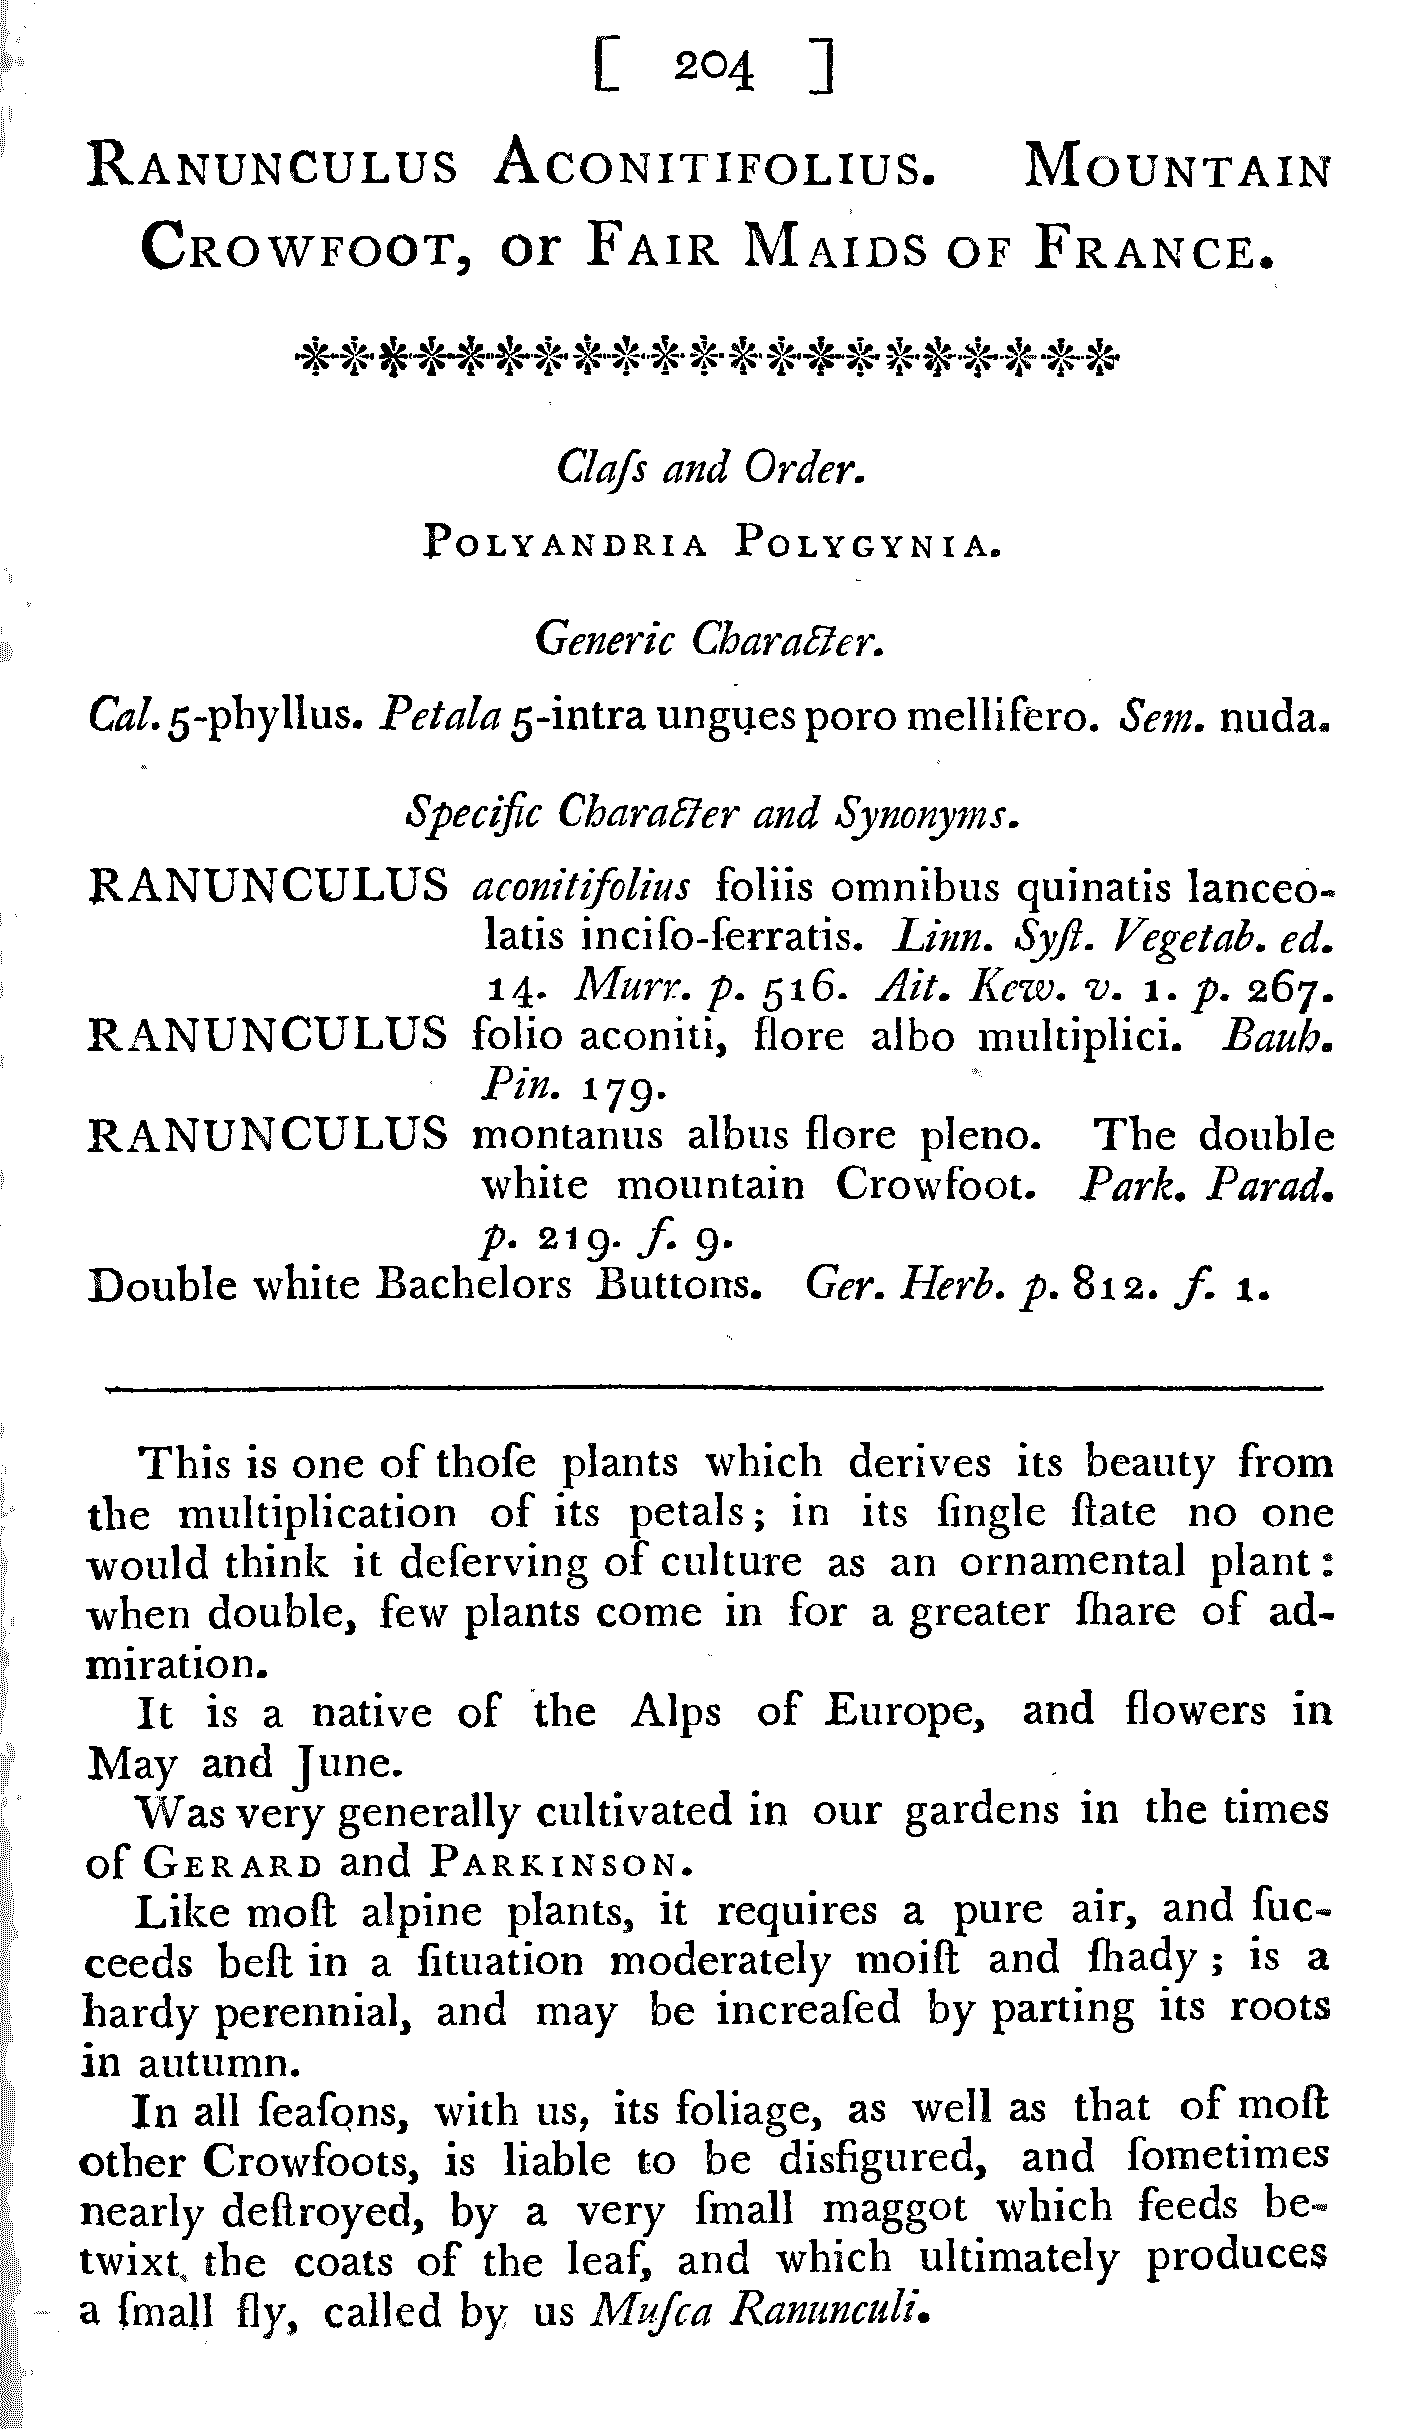 [ 204 ]
RANUNCULUS ACONITIFOLIUS. MOUNTAIN
CROWFOOT, or FAIR MAIDS OF FRANCE.
Claſs and Order.
POLYANDRIA POLYGYNIA.
Generic Character.
Cal. 5-phyllus. Petala 5-intra ungues poro mellifero. Sem. nuda.
Specific Character and Synonyms.
RANUNCULUS aconitifolius foliis omnibus quinatis lanceo-
latis inciſo-ſerratis. Linn. Syſt. Vegetab. ed.
14. Murr. p. 516. Ait. Kew. v. 1. p. 267.
RANUNCULUS folio aconiti, flore albo multiplici. Bauh.
Pin. 179.
RANUNCULUS montanus albus flore pleno. The double
white mountain Crowfoot. Park. Parad.
p. 219. f. 9.
Double white Bachelors Buttons. Ger. Herb. p. 812. f. 1.
This is one of thoſe plants which derives its beauty from
the multiplication of its petals; in its ſingle ſtate no one
would think it deſerving of culture as an ornamental plant:
when double, few plants come in for a greater ſhare of ad-
miration.
It is a native of the Alps of Europe, and flowers in
May and June.
Was very generally cultivated in our gardens in the times
of GERARD and PARKINSON.
Like moſt alpine plants, it requires a pure air, and ſuc-
ceeds beſt in a ſituation moderately moiſt and ſhady; is a
hardy perennial, and may be increaſed by parting its roots
in autumn.
In all ſeaſons, with us, its foliage, as well as that of moſt
other Crowfoots, is liable to be disfigured, and ſometimes
nearly deſtroyed, by a very ſmall maggot which feeds be-
twixt the coats of the leaf, and which ultimately produces
a ſmall fly, called by us Muſca Ranunculi.